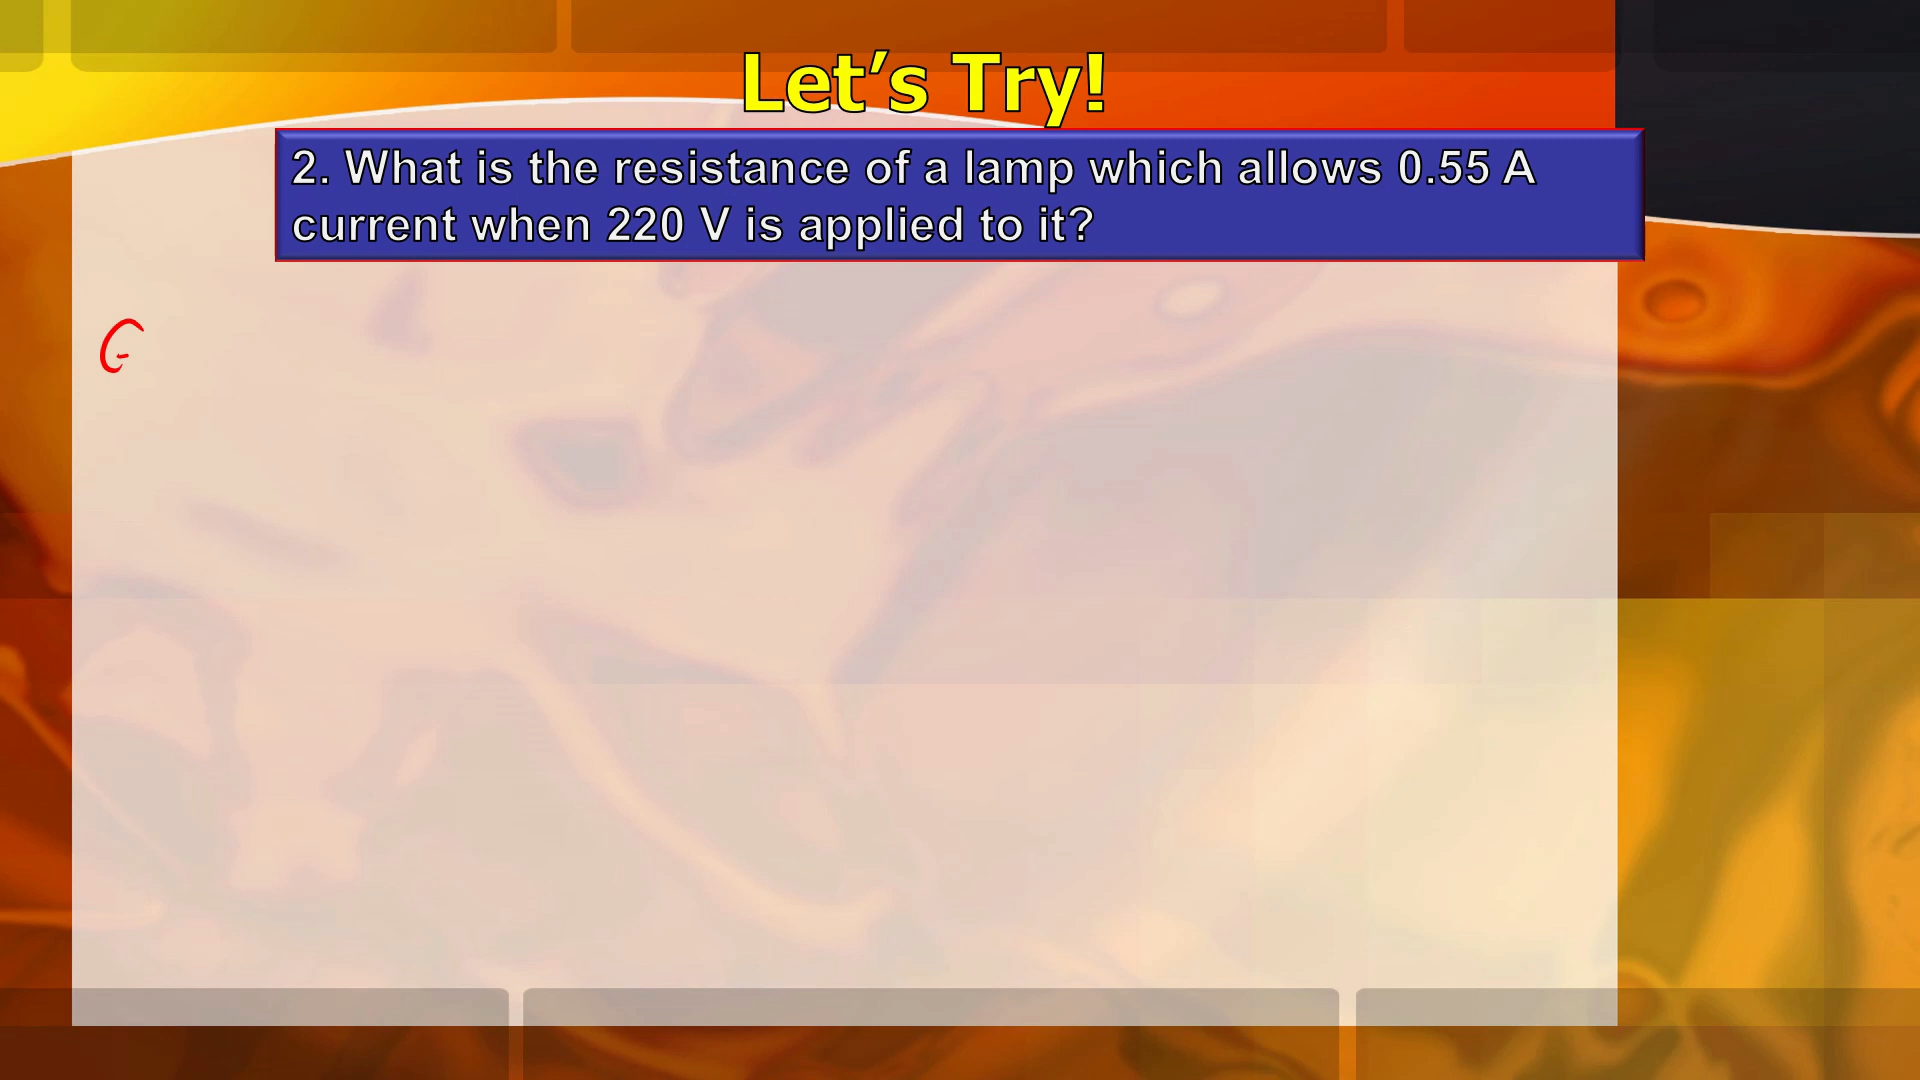 Let’s Try!
2. What is the resistance of a lamp which allows 0.55 A
current when 220 V is applied to it?
G